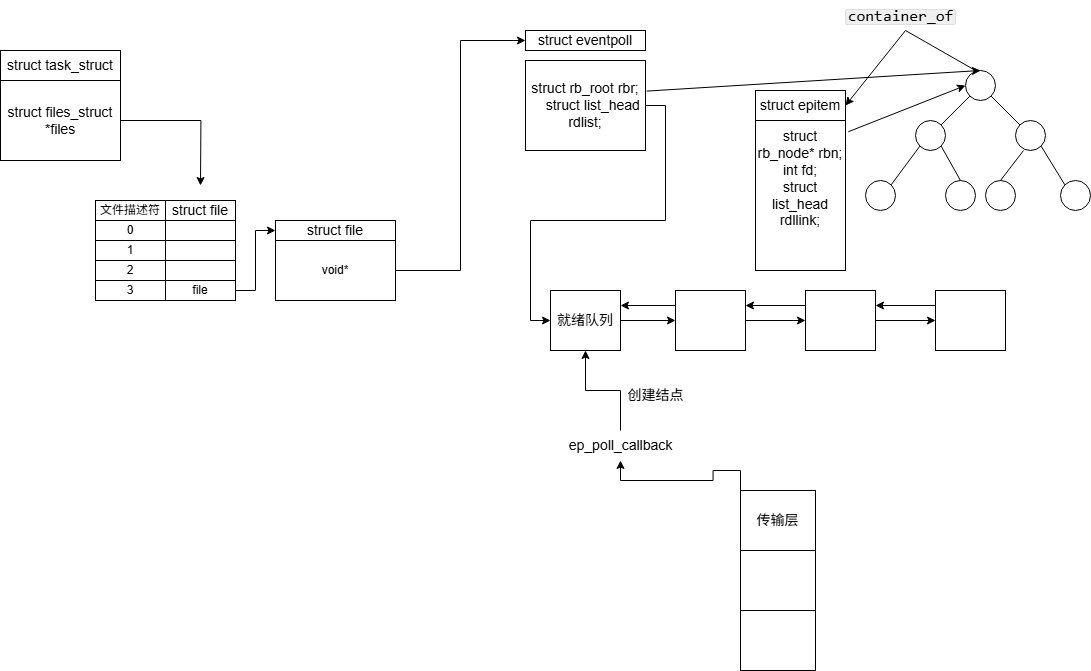 container_of
struct eventpoll
struct task_struct
struct files_struct
*files
struct rb_root rbr;
struct list_head
rdlist;
struct epitem
struct
rb_node* rbn;
int fd;
struct
list_head
rdllink;
文件描述符 struct file
0
1
2
3 file
struct file
void*
就绪队列
创建结点
ep_poll_callback
传输层